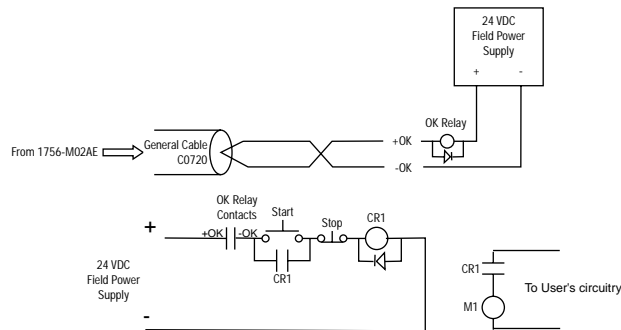 24 VDC
Field Power
Supply
+ -
OK Relay
+OK
From 1756-M02AE
General Cable
C0720
-OK
OK Relay
Contacts
Start
Stop
CR1
+
+OK -OK
CR1
24 VDC
Field Power
Supply
CR1
To User's circuitry
M1
-